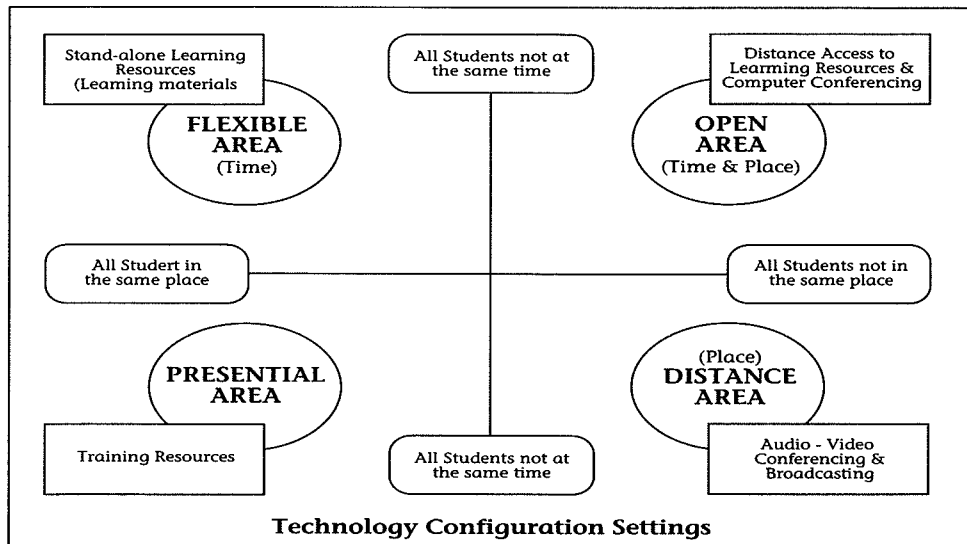 Stand-alone Learning
Resources
(Learning materials
FLEXIBLE
AREA
(Time)
All Students not at
the same time
Distance Access to
Learming Resources &
Computer Conferencing
OPEN
AREA
(Time & Place)
All Studert in
the same place
All Students not in
the same place
PRESENTIAL
AREA
Training Resources
All Students not at
the same time
(Place)
DISTANCE
AREA
Audio - Video
Conferencing &
Broadcasting
Technology Configuration Settings